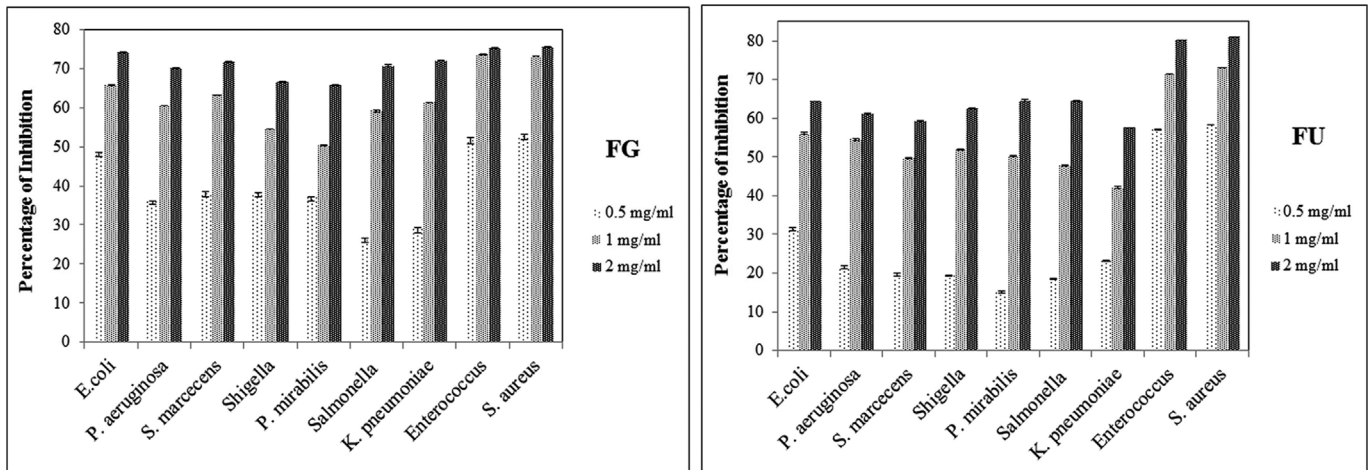 Percentage of Inhibition
80
70
60
50
40
30
20
10
0
E.coli
P. aeruginosa
S. marcecens
Shigella
P. mirabilis
Salmonella
K. pneumoniae
Enterococcus
S. aureus
FG
0.5 mg/ml
1 mg/ml
2 mg/ml
Percentage of inhibition
80
70
60
50
40
30
20
10
0
E.coli
P. aeruginosa
S. marcecens
Shigella
P. mirabilis
Salmonella
K. pneumoniae
Enterococcus
S. aureus
FU
0.5 mg/ml
1 mg/ml
2 mg/ml